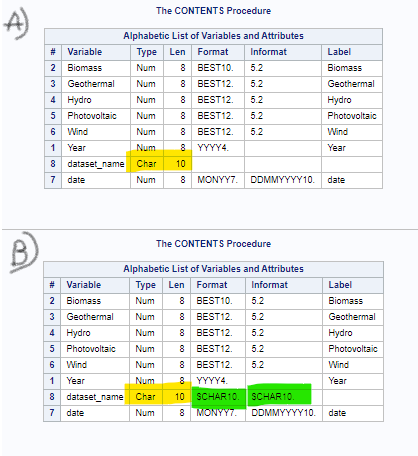 A)
The CONTENTS Procedure
Alphabetic List of Variables and Attributes
# Variable Type Len Format Informat Label
2 Biomass Num 8 BEST10. 5.2 Biomass
3 Geothermal Num 8 BEST12. 5.2 Geothermal
4 Hydro Num 8 BEST12. 5.2 Hydro
5 Photovoltaic Num 8 BEST12. 5.2 Photovoltaic
6 Wind Num 8 BEST12. 5.2 Wind
1 Year Num 8 YYYY4. Year
8 dataset_name Char 10
7 date Num 8 MONYY7. DDMMYYYY10. date
B)
The CONTENTS Procedure
Alphabetic List of Variables and Attributes
# Variable Type Len Format Informat Label
2 Biomass Num 8 BEST10. 5.2 Biomass
3 Geothermal Num 8 BEST12. 5.2 Geothermal
4 Hydro Num 8 BEST12. 5.2 Hydro
5 Photovoltaic Num 8 BEST12. 5.2 Photovoltaic
6 Wind Num 8 BEST12. 5.2 Wind
1 Year Num 8 YYYY4. Year
8 dataset_name Char 10 $CHAR10. $CHAR10.
7 date Num 8 MONYY7. DDMMYYYY10. date